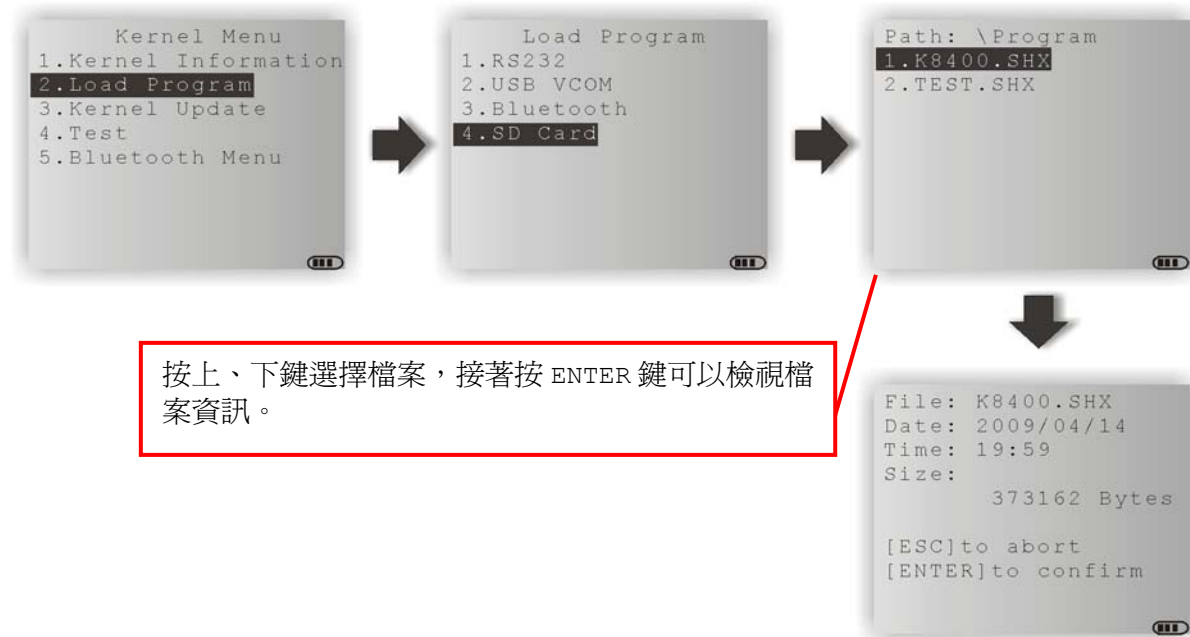 Kernel Menu
1.Kernel Information
2.Load Program
3.Kernel Update
4.Test
5.Bluetooth Menu
Load Program
1.RS232
2.USB VCOM
3.Bluetooth
4.SD Card
Path: \Program
1.K8400.SHX
2.TEST.SHX
按上、下鍵選擇檔案，接著按 ENTER 鍵可以檢視檔
案資訊。
File: K8400.SHX
Date: 2009/04/14
Time: 19:59
Size:
373162 Bytes
[ESC]to abort
[ENTER]to confirm